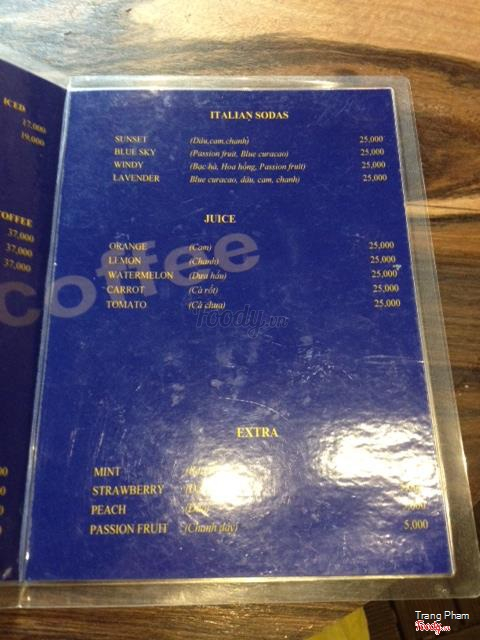 ICED
17,000
19,000
TOFFEE
37,000
37,000
37,000
coffee
ITALIAN SODAS
SUNSET (Dâu,cam,chanh) 25,000
BLUE SKY (Passion fruit, Blue curacao) 25,000
WINDY (Bạc hà, Hoa hồng, Passion fruit) 25,000
LAVENDER Blue curacao, dâu, cam, chanh) 25,000
JUICE
ORANGE (Cam) 25,000
LEMON (Chanh) 25,000
WATERMELON (Dưa hấu) 25,000
CARROT (Cà rốt) 25,000
TOMATO (Cà chua) 25,000
foody.vn
EXTRA
MINT
STRAWBERRY
PEACH
PASSION FRUIT (Chanh dây) 5,000
Trang Pham
foody.vn